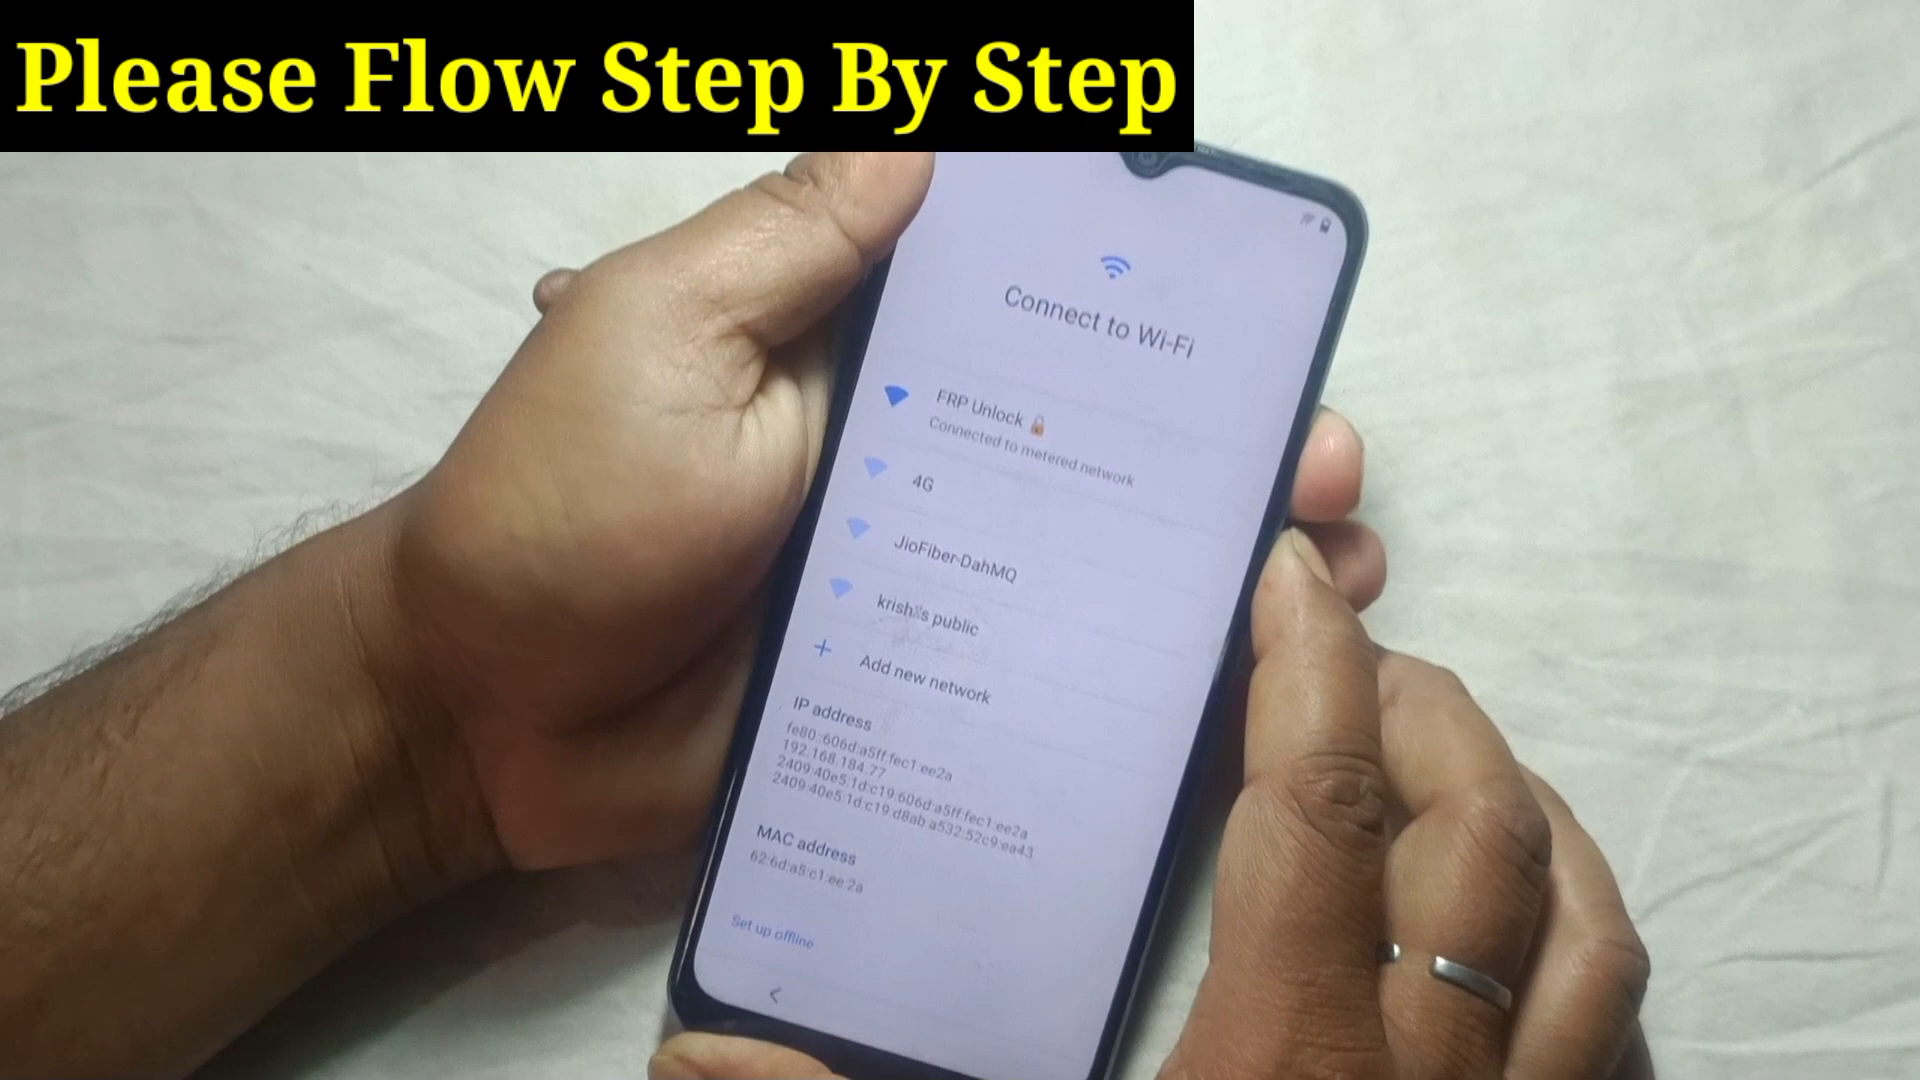 Please Flow Step By Step
Connect to Wi-Fi
FRP Unlock 🔓
Connected to metered network
4G
JioFiber-DahMQ
public
Add new network
IP address
fe80::606d:a5ff:fec1:ee2a
192.168.184.77
2409:40e5:1d:c19:606d:a5ff:fec1:ee2a
2409:40e5:1d:c19:d8ab:a532:52c9:ea43
MAC address
62:6d:a5:c1:ee:2a
Set up offline